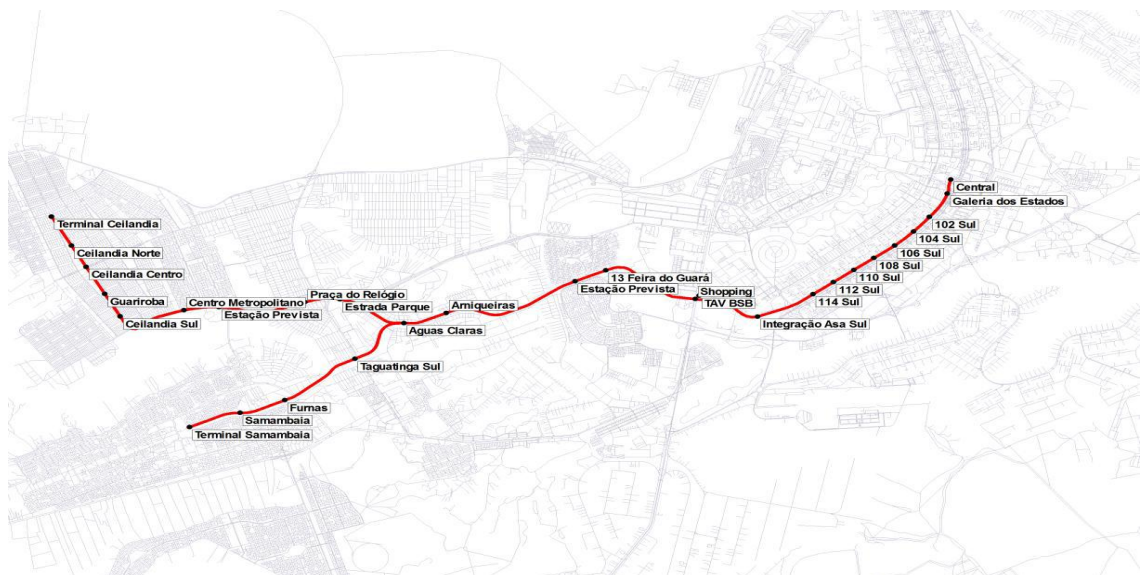 Central
Galeria dos Estados
102 Sul
Terminal Ceilandia
104 Sul
Ceilandia Norte
106 Sul
108 Sul
Ceilandia Centro
13 Feira do Guará
110 Sul
Estação Prevista
112 Sul
Shopping
Praça do Relógio
Guariroba
Centro Metropolitano
114 Sul
TAV BSB
Arniqueiras
Estrada Parque
Estação Prevista
Ceilandia Sul
Integração Asa Sul
Aguas Claras
Taguatinga Sul
Furnas
Samambaia
Terminal Samambaia